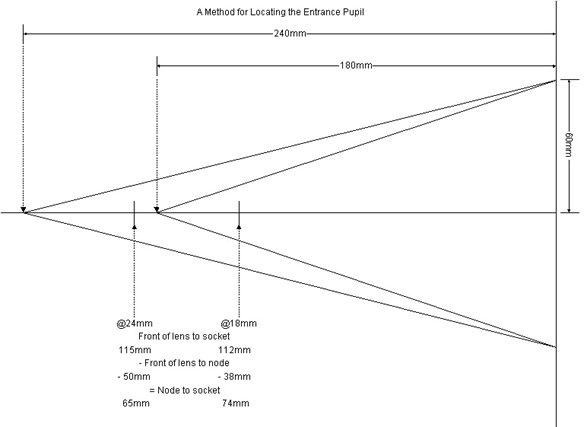 A Method for Locating the Entrance Pupil
240mm
180mm
60mm
@24mm @18mm
Front of lens to socket
115mm 112mm
- Front of lens to node
- 50mm - 38mm
= Node to socket
65mm 74mm